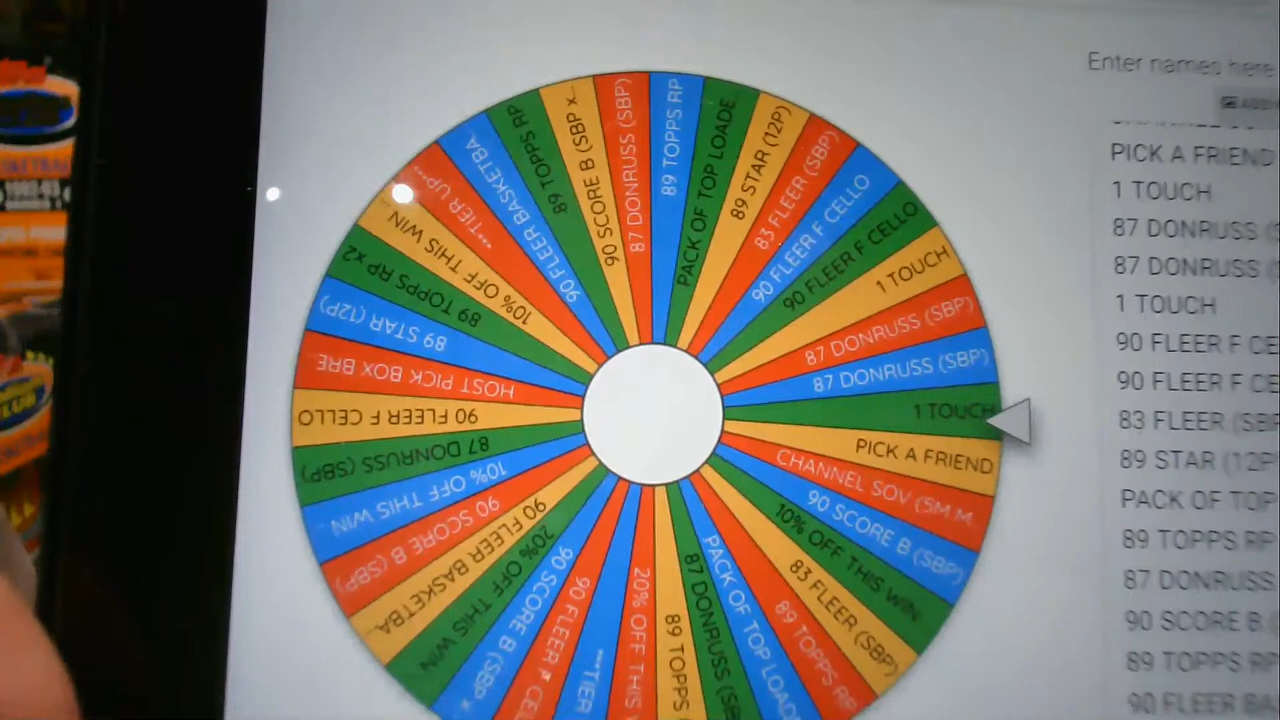 Enter names here
PICK A FRIEND
1 TOUCH
87 DONRUSS (
87 DONRUSS
1 TOUCH
90 FLEER F CE
90 FLEER F CE
83 FLEER (SB
89 STAR (12P
PACK OF TOP
89 TOPPS RP
87 DONRUSS
90 SCORE B (
89 TOPPS RP
90 FLEER BA
89 TOPPS RP
PACK OF TOP LOADE
89 STAR (12P)
83 FLEER (SBP)
90 FLEER F CELLO
90 FLEER F CELLO
1 TOUCH
87 DONRUSS (SBP)
87 DONRUSS (SBP)
1 TOUCH
PICK A FRIEND
CHANNEL SOV (5M M
90 SCORE B (SBP)
10% OFF THIS WIN
83 FLEER (SBP)
89 TOPPS RP
PACK OF TOP LOADE
87 DONRUSS (SB
89 TOPPS
20% OFF THIS
***TIER
90 FLEER F CEL
90 SCORE B (SBP x
20% OFF THIS WIN
90 FLEER BASKETBA...
90 SCORE B (SBP)
10% OFF THIS WIN
87 DONRUSS (SBP)
90 FLEER F CELLO
HOST PICK BOX BRE
89 STAR (12P)
89 TOPPS RP x2
10% OFF THIS WIN
***TIER UP***
90 FLEER BASKETBA
89 TOPPS RP
90 SCORE B (SBP x...
87 DONRUSS (SBP)